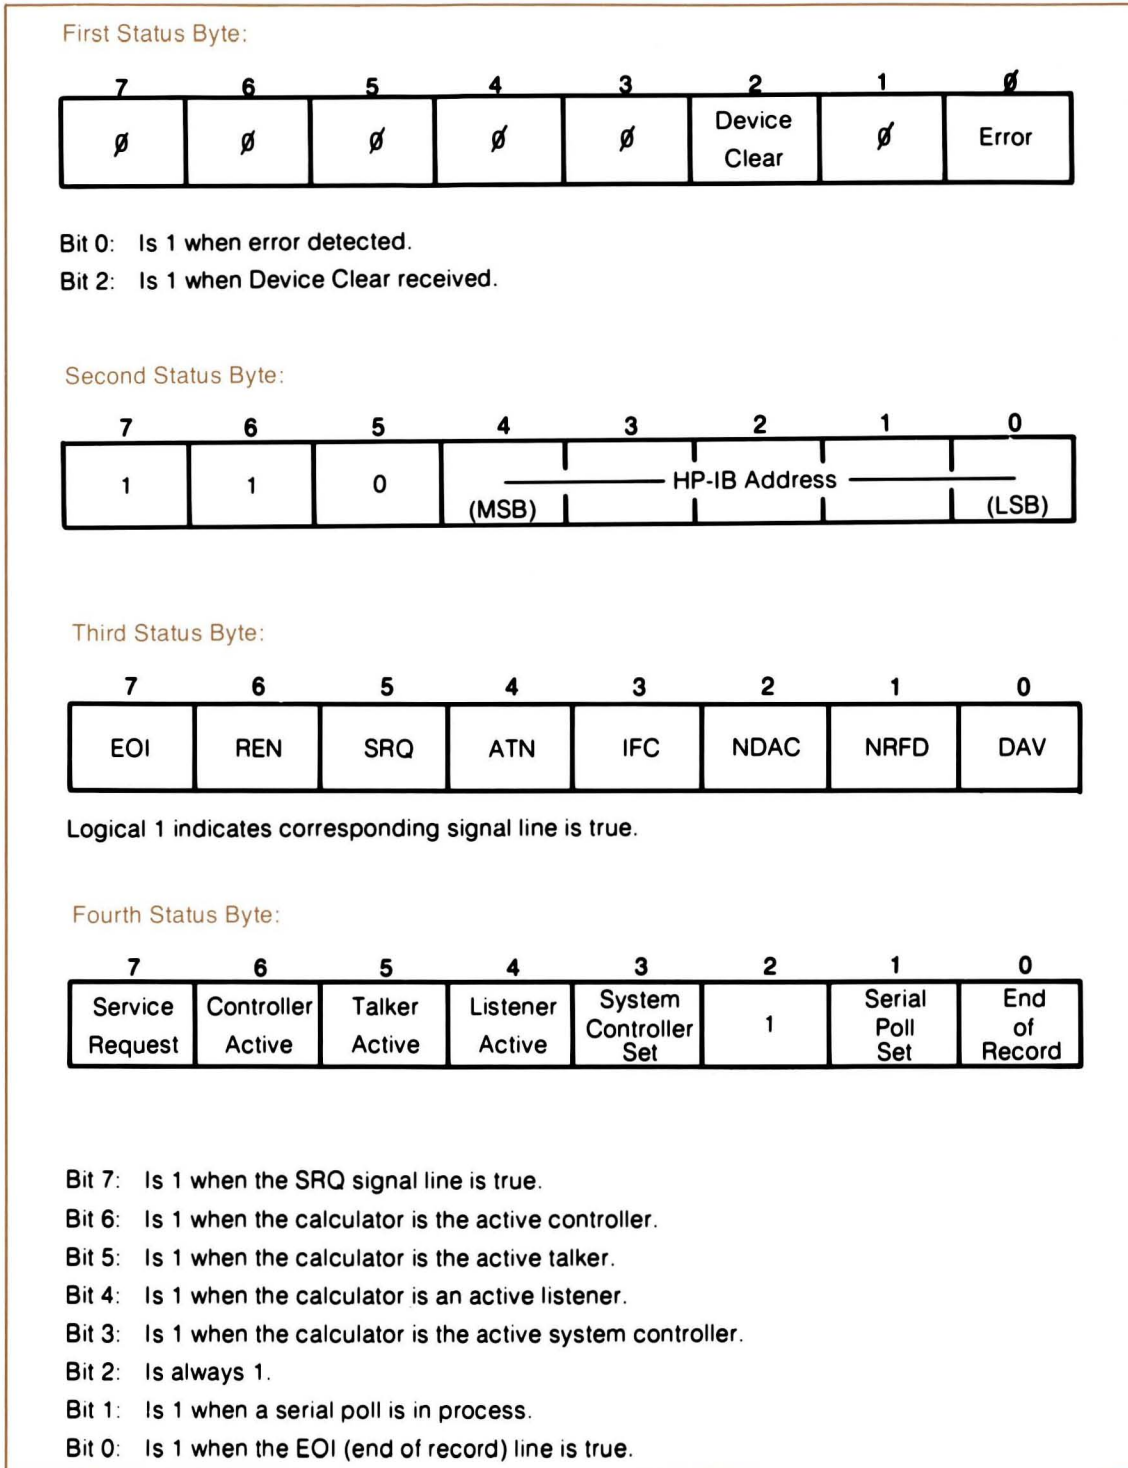 First Status Byte:
7 6 5 4 3 2 1 Ø
Ø Ø Ø Ø Ø Device Clear Ø Error
Bit 0: Is 1 when error detected.
Bit 2: Is 1 when Device Clear received.
Second Status Byte:
7 6 5 4 3 2 1 0
1 1 0 HP-IB Address
(MSB) (LSB)
Third Status Byte:
7 6 5 4 3 2 1 0
EOI REN SRQ ATN IFC NDAC NRFD DAV
Logical 1 indicates corresponding signal line is true.
Fourth Status Byte:
7 6 5 4 3 2 1 0
Service Request Controller Active Talker Active Listener Active System Controller Set 1 Serial Poll Set End of Record
Bit 7: Is 1 when the SRQ signal line is true.
Bit 6: Is 1 when the calculator is the active controller.
Bit 5: Is 1 when the calculator is the active talker.
Bit 4: Is 1 when the calculator is an active listener.
Bit 3: Is 1 when the calculator is the active system controller.
Bit 2: Is always 1.
Bit 1: Is 1 when a serial poll is in process.
Bit 0: Is 1 when the EOI (end of record) line is true.